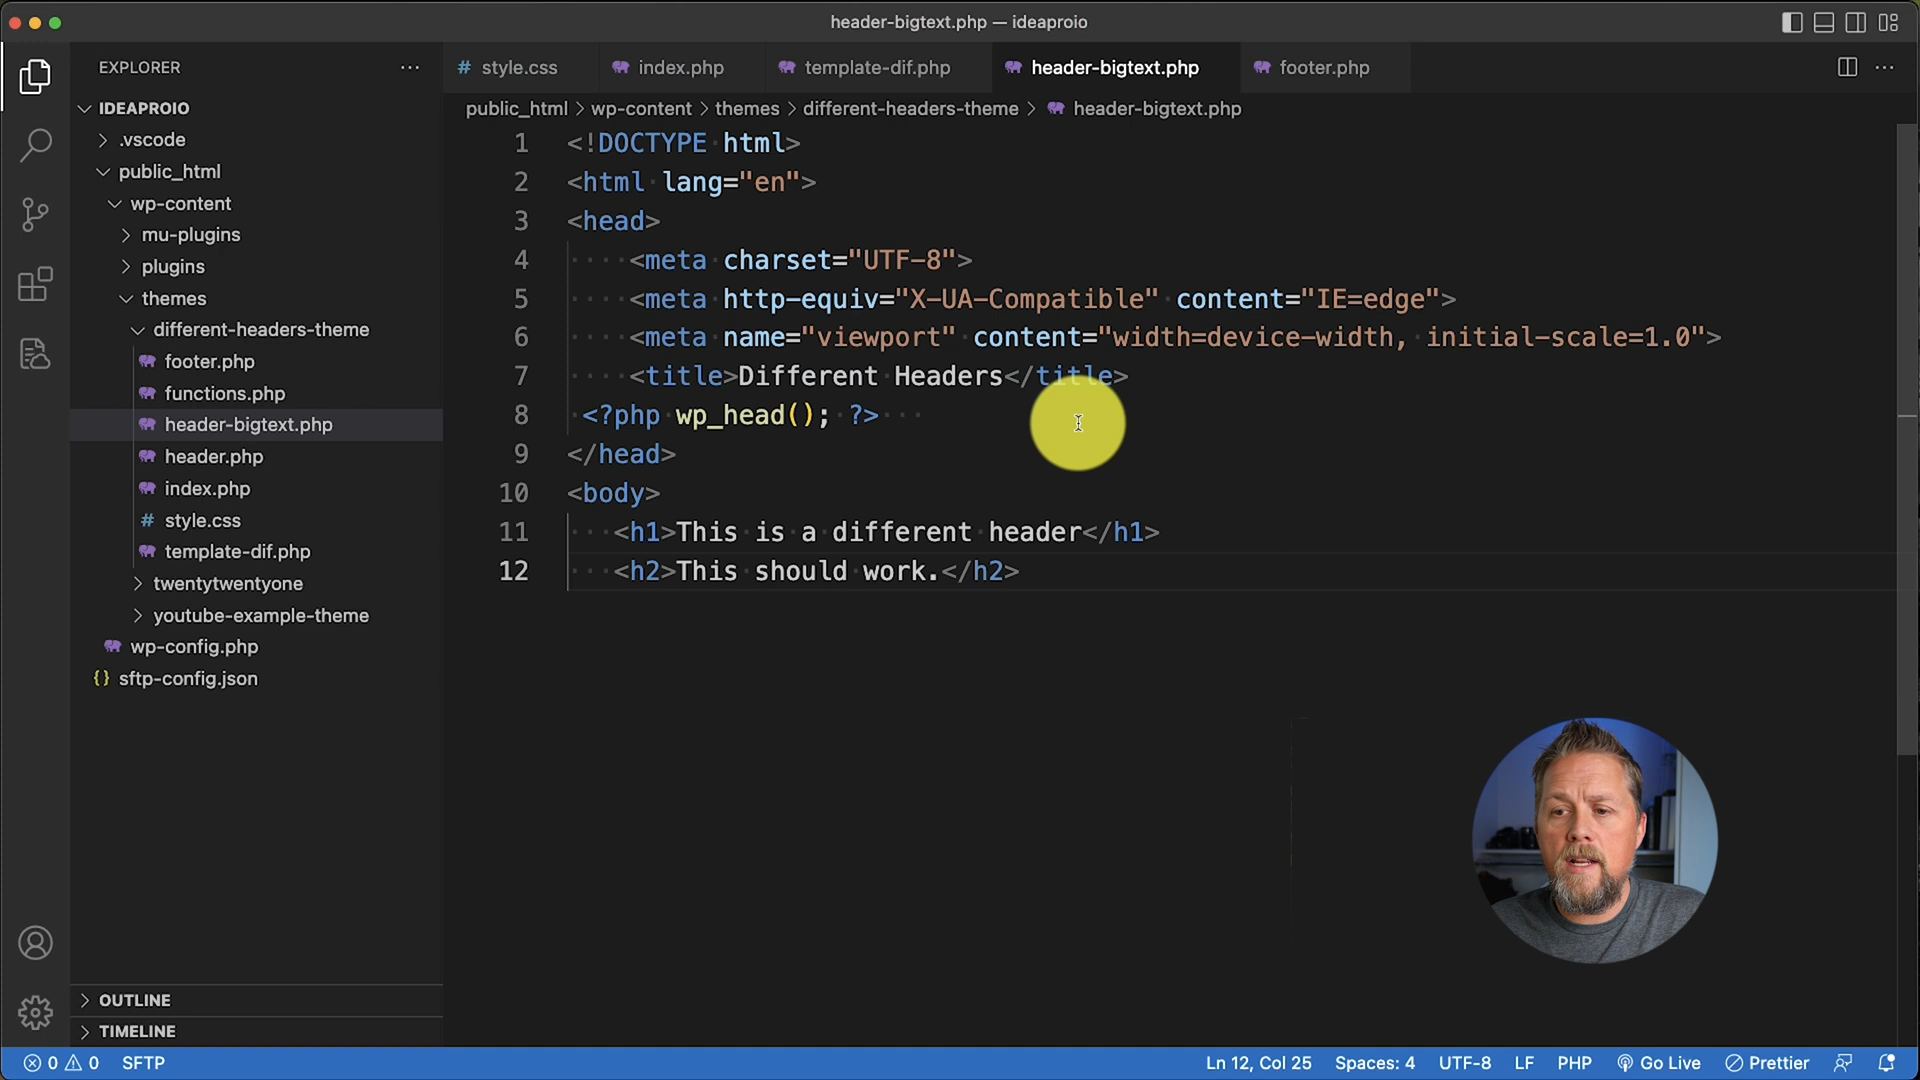 header-bigtext.php — ideaproio
EXPLORER
IDEAPROIO
.vscode
public_html
wp-content
mu-plugins
plugins
themes
different-headers-theme
footer.php
functions.php
header-bigtext.php
header.php
index.php
# style.css
template-dif.php
twentytwentyone
youtube-example-theme
wp-config.php
{} sftp-config.json
OUTLINE
TIMELINE
# style.css index.php template-dif.php header-bigtext.php footer.php
public_html > wp-content > themes > different-headers-theme > header-bigtext.php
1 <!DOCTYPE html>
2 <html lang="en">
3 <head>
4 <meta charset="UTF-8">
5 <meta http-equiv="X-UA-Compatible" content="IE=edge">
6 <meta name="viewport" content="width=device-width, initial-scale=1.0">
7 <title>Different Headers</title>
8 <?php wp_head(); ?>
9 </head>
10 <body>
11 <h1>This is a different header</h1>
12 <h2>This should work.</h2>
0 0 SFTP Ln 12, Col 25 Spaces: 4 UTF-8 LF PHP Go Live Prettier